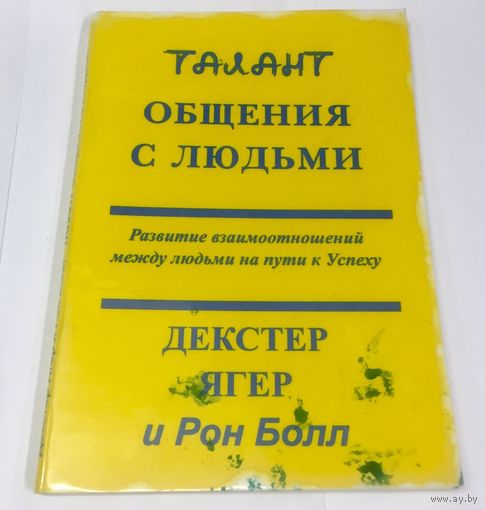 ТАЛАНТ
ОБЩЕНИЯ
С ЛЮДЬМИ
Развитие взаимоотношений
между людьми на пути к Успеху
ДЕКСТЕР
ЯГЕР
и Рон Болл
www.ay.by